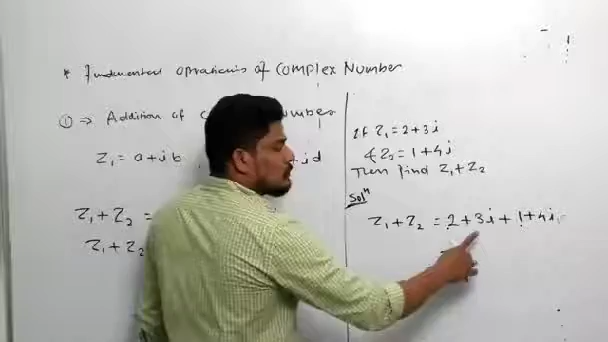 * Fundamental Operations of Complex Number
① ⇒ Addition of Number
Z₁ = a+ib +id
Z₁+Z₂ =
Z₁+Z₂
If Z₁=2+3i
& Z₂=1+4i
Then find Z₁+Z₂
Solⁿ
Z₁+Z₂ = 2+3i+1+4i